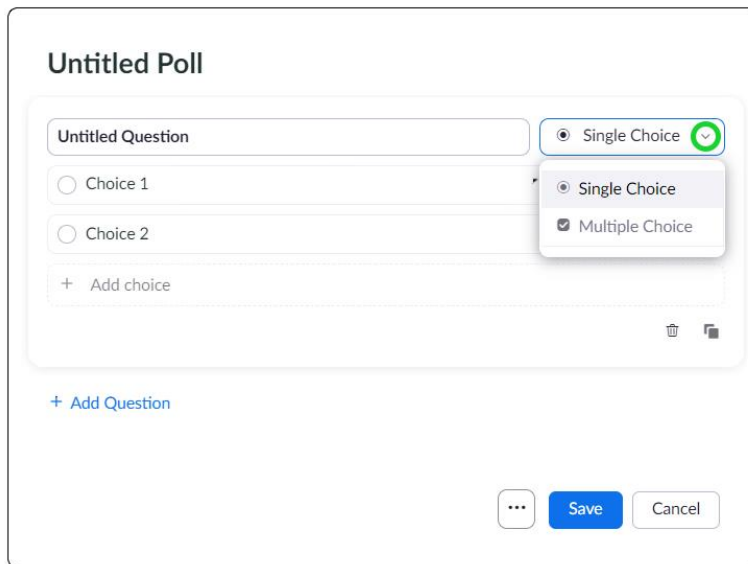 Untitled Poll
Untitled Question
Single Choice
Choice 1
Single Choice
Multiple Choice
Choice 2
+ Add choice
+ Add Question
Save
Cancel